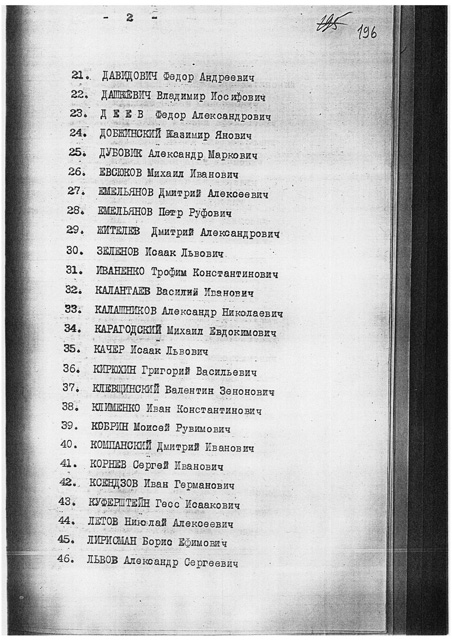 - 2 -
195
196
21. ДАВИДОВИЧ Федор Андреевич
22. ДАШКЕВИЧ Владимир Иосифович
23. Д Е Е В Федор Александрович
24. ДОБЖИНСКИЙ Казимир Янович
25. ДУБОВИК Александр Маркович
26. ЕВСЮКОВ Михаил Иванович
27. ЕМЕЛЬЯНОВ Дмитрий Алексеевич
28. ЕМЕЛЬЯНОВ Петр Руфович
29. ЖИТЕЛЕВ Дмитрий Александрович
30. ЗЕЛЕНОВ Исаак Львович
31. ИВАНЕНКО Трофим Константинович
32. КАЛАНТАЕВ Василий Иванович
33. КАЛАШНИКОВ Александр Николаевич
34. КАРАГОДСКИЙ Михаил Евдокимович
35. КАЧЕР Исаак Львович
36. КИРЮХИН Григорий Васильевич
37. КЛЕВЩИНСКИЙ Валентин Зенонович
38. КЛИМЕНКО Иван Константинович
39. КОБРИН Моисей Рувимович
40. КОМПАНСКИЙ Дмитрий Иванович
41. КОРНЕВ Сергей Иванович
42. КСЕНДЗОВ Иван Германович
43. КУФЕРШТЕЙН Гесс Исаакович
44. ЛЕТОВ Николай Алексеевич
45. ЛИРИСМАН Борис Ефимович
46. ЛЬВОВ Александр Сергеевич